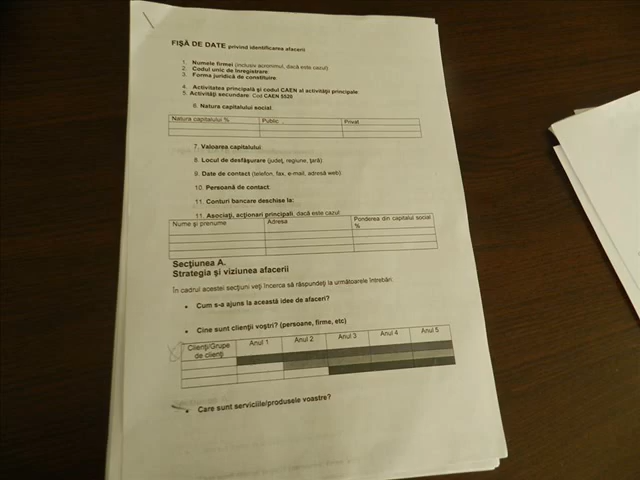 FIŞĂ DE DATE privind identificarea afacerii
1. Numele firmei (inclusiv acronimul, dacă este cazul)
2. Codul unic de înregistrare
3. Forma juridică de constituire
4. Activitatea principală şi codul CAEN al activităţii principale
5. Activităţi secundare: Cod CAEN 5520
6. Natura capitalului social:
Natura capitalului % Public Privat
7. Valoarea capitalului
8. Locul de desfăşurare (judeţ, regiune, ţară)
9. Date de contact (telefon, fax, e-mail, adresă web)
10. Persoană de contact:
11. Conturi bancare deschise la:
11. Asociaţi, acţionari principali, dacă este cazul
Nume şi prenume Adresa Ponderea din capitalul social
%
Secţiunea A.
Strategia şi viziunea afacerii
În cadrul acestei secţiuni veţi încerca să răspundeţi la următoarele întrebări.
• Cum s-a ajuns la această idee de afaceri?
• Cine sunt clienţii voştri? (persoane, firme, etc)
Clienţi/Grupe Anul 1 Anul 2 Anul 3 Anul 4 Anul 5
de clienţi
• Care sunt serviciile/produsele voastre?